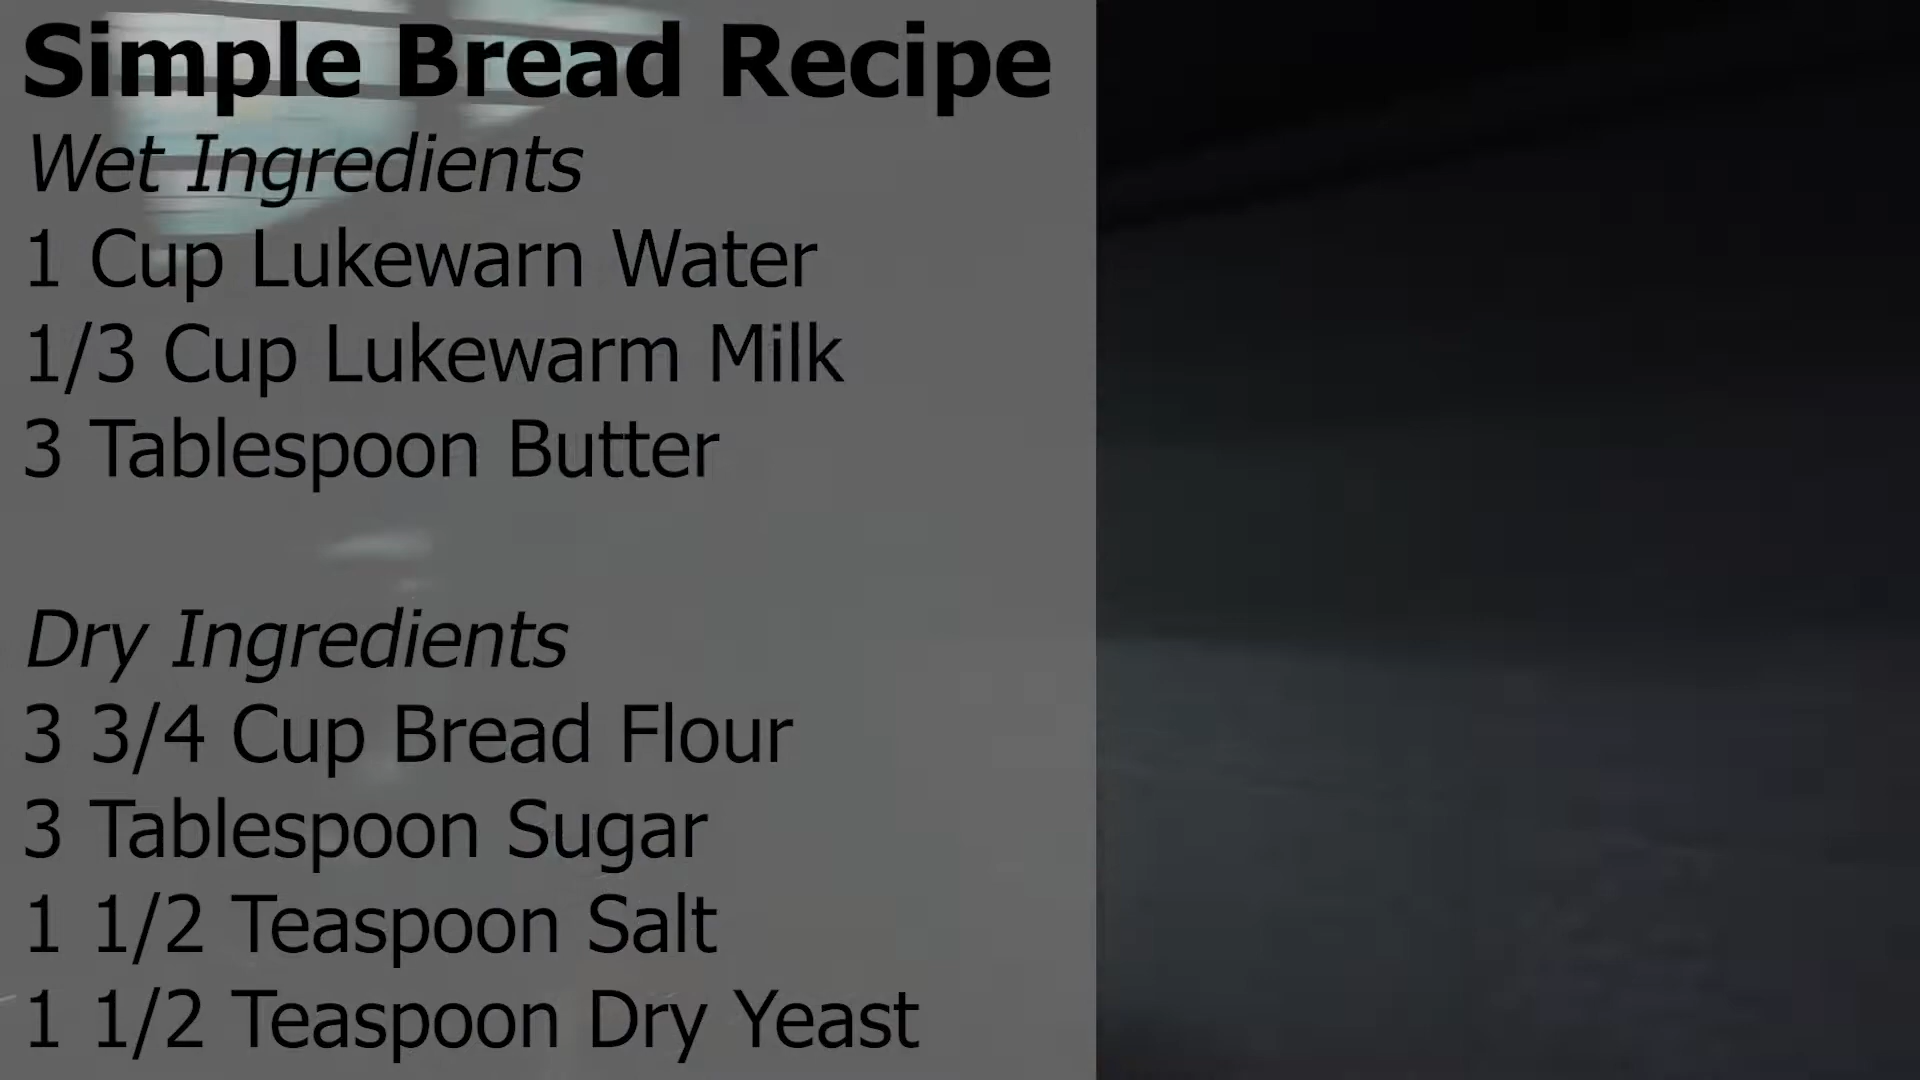 Simple Bread Recipe
Wet Ingredients
1 Cup Lukewarn Water
1/3 Cup Lukewarm Milk
3 Tablespoon Butter
Dry Ingredients
3 3/4 Cup Bread Flour
3 Tablespoon Sugar
1 1/2 Teaspoon Salt
1 1/2 Teaspoon Dry Yeast